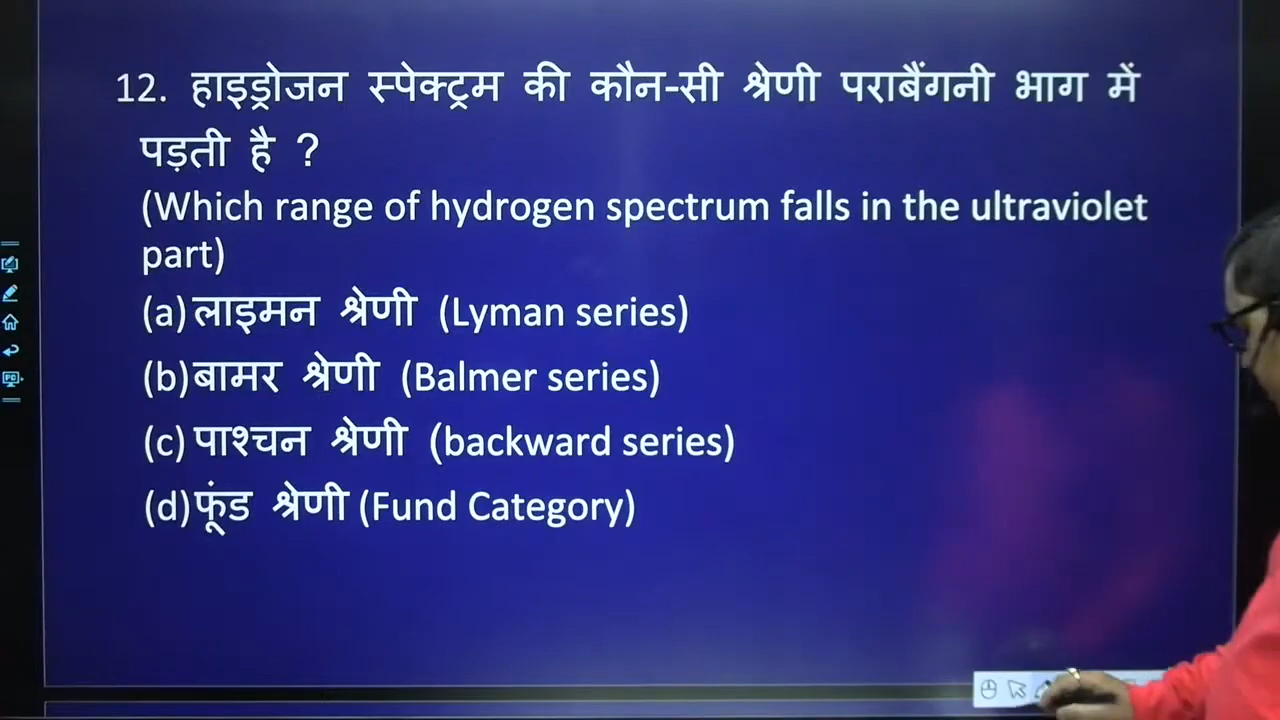 12. हाइड्रोजन स्पेक्ट्रम की कौन-सी श्रेणी पराबैंगनी भाग में
पड़ती है ?
(Which range of hydrogen spectrum falls in the ultraviolet
part)
(a) लाइमन श्रेणी (Lyman series)
(b) बामर श्रेणी (Balmer series)
(c) पाश्चन श्रेणी (backward series)
(d) फूंड श्रेणी (Fund Category)
PC